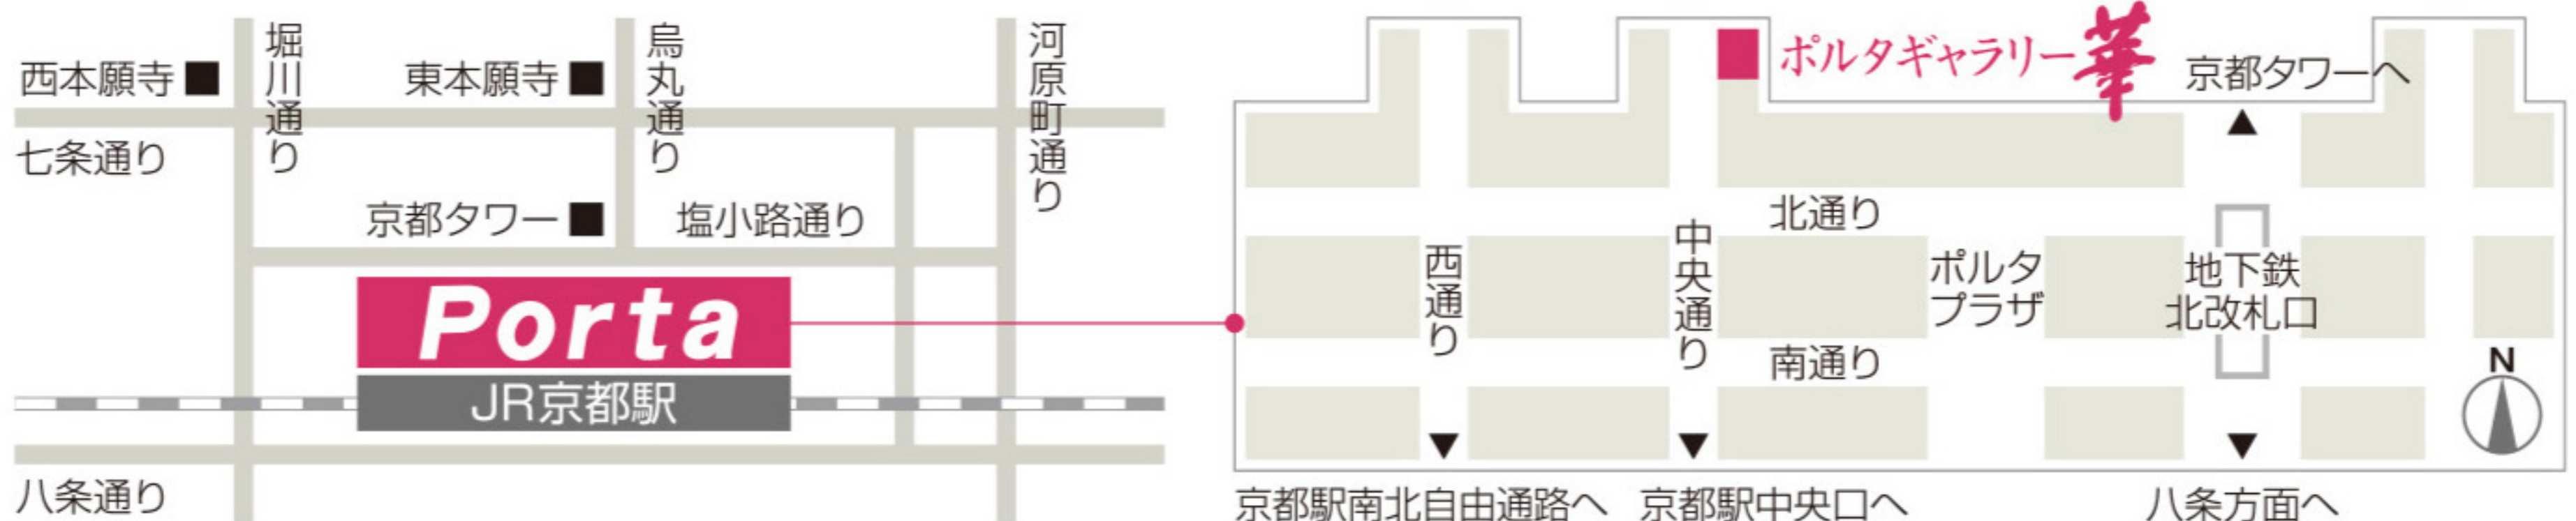 堀川通り
烏丸通り
河原町通り
西本願寺
東本願寺
七条通り
京都タワー
塩小路通り
Porta
JR京都駅
八条通り
ポルタギャラリー華
京都タワーへ
北通り
西通り
中央通り
ポルタ
プラザ
地下鉄
北改札口
南通り
N
京都駅南北自由通路へ
京都駅中央口へ
八条方面へ